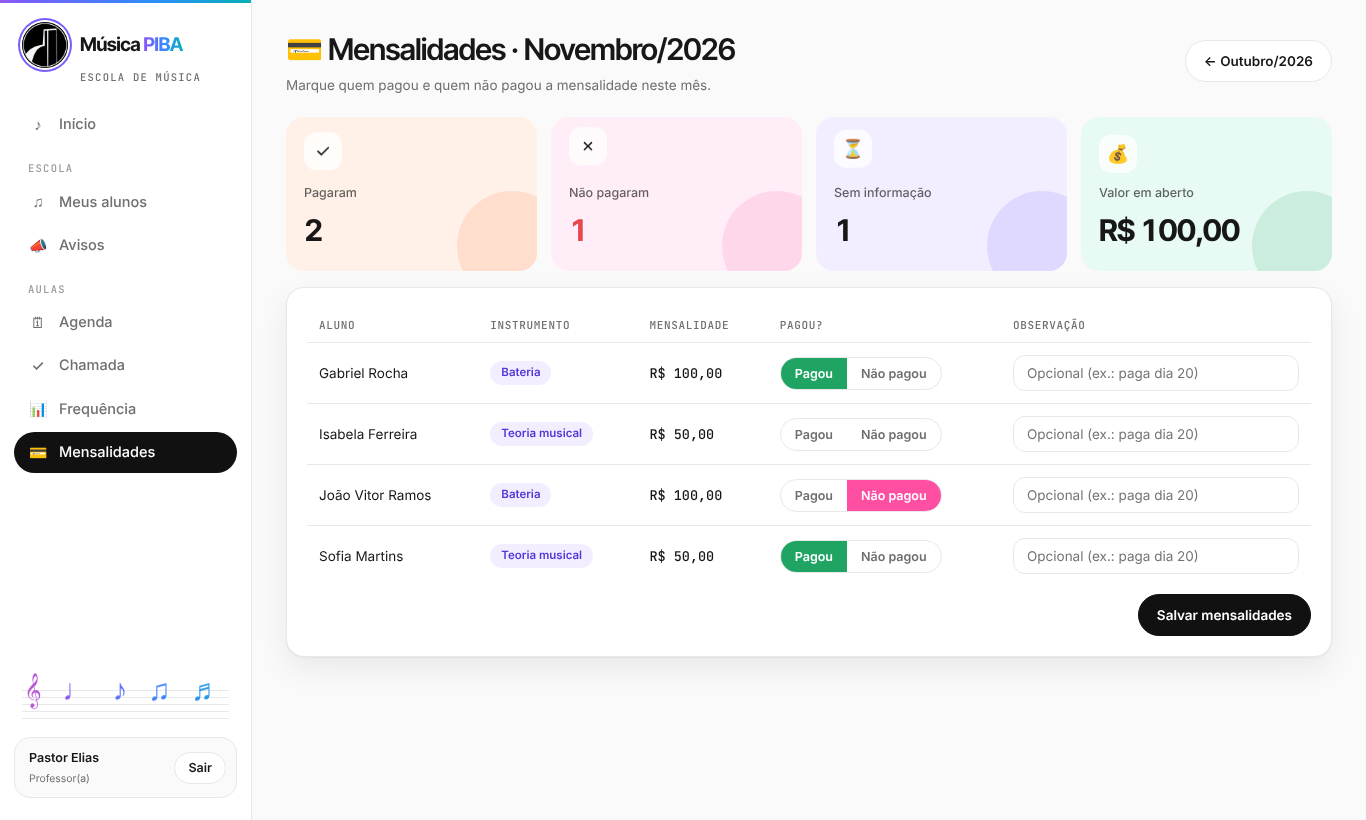 Música PIBA
ESCOLA DE MÚSICA
Início
ESCOLA
Meus alunos
Avisos
AULAS
Agenda
Chamada
Frequência
Mensalidades
Pastor Elias
Professor(a)
Sair
Mensalidades · Novembro/2026
Marque quem pagou e quem não pagou a mensalidade neste mês.
← Outubro/2026
Pagaram
2
Não pagaram
1
Sem informação
1
Valor em aberto
R$ 100,00
ALUNO INSTRUMENTO MENSALIDADE PAGOU? OBSERVAÇÃO
Gabriel Rocha Bateria R$ 100,00 Pagou Não pagou Opcional (ex.: paga dia 20)
Isabela Ferreira Teoria musical R$ 50,00 Pagou Não pagou Opcional (ex.: paga dia 20)
João Vitor Ramos Bateria R$ 100,00 Pagou Não pagou Opcional (ex.: paga dia 20)
Sofia Martins Teoria musical R$ 50,00 Pagou Não pagou Opcional (ex.: paga dia 20)
Salvar mensalidades